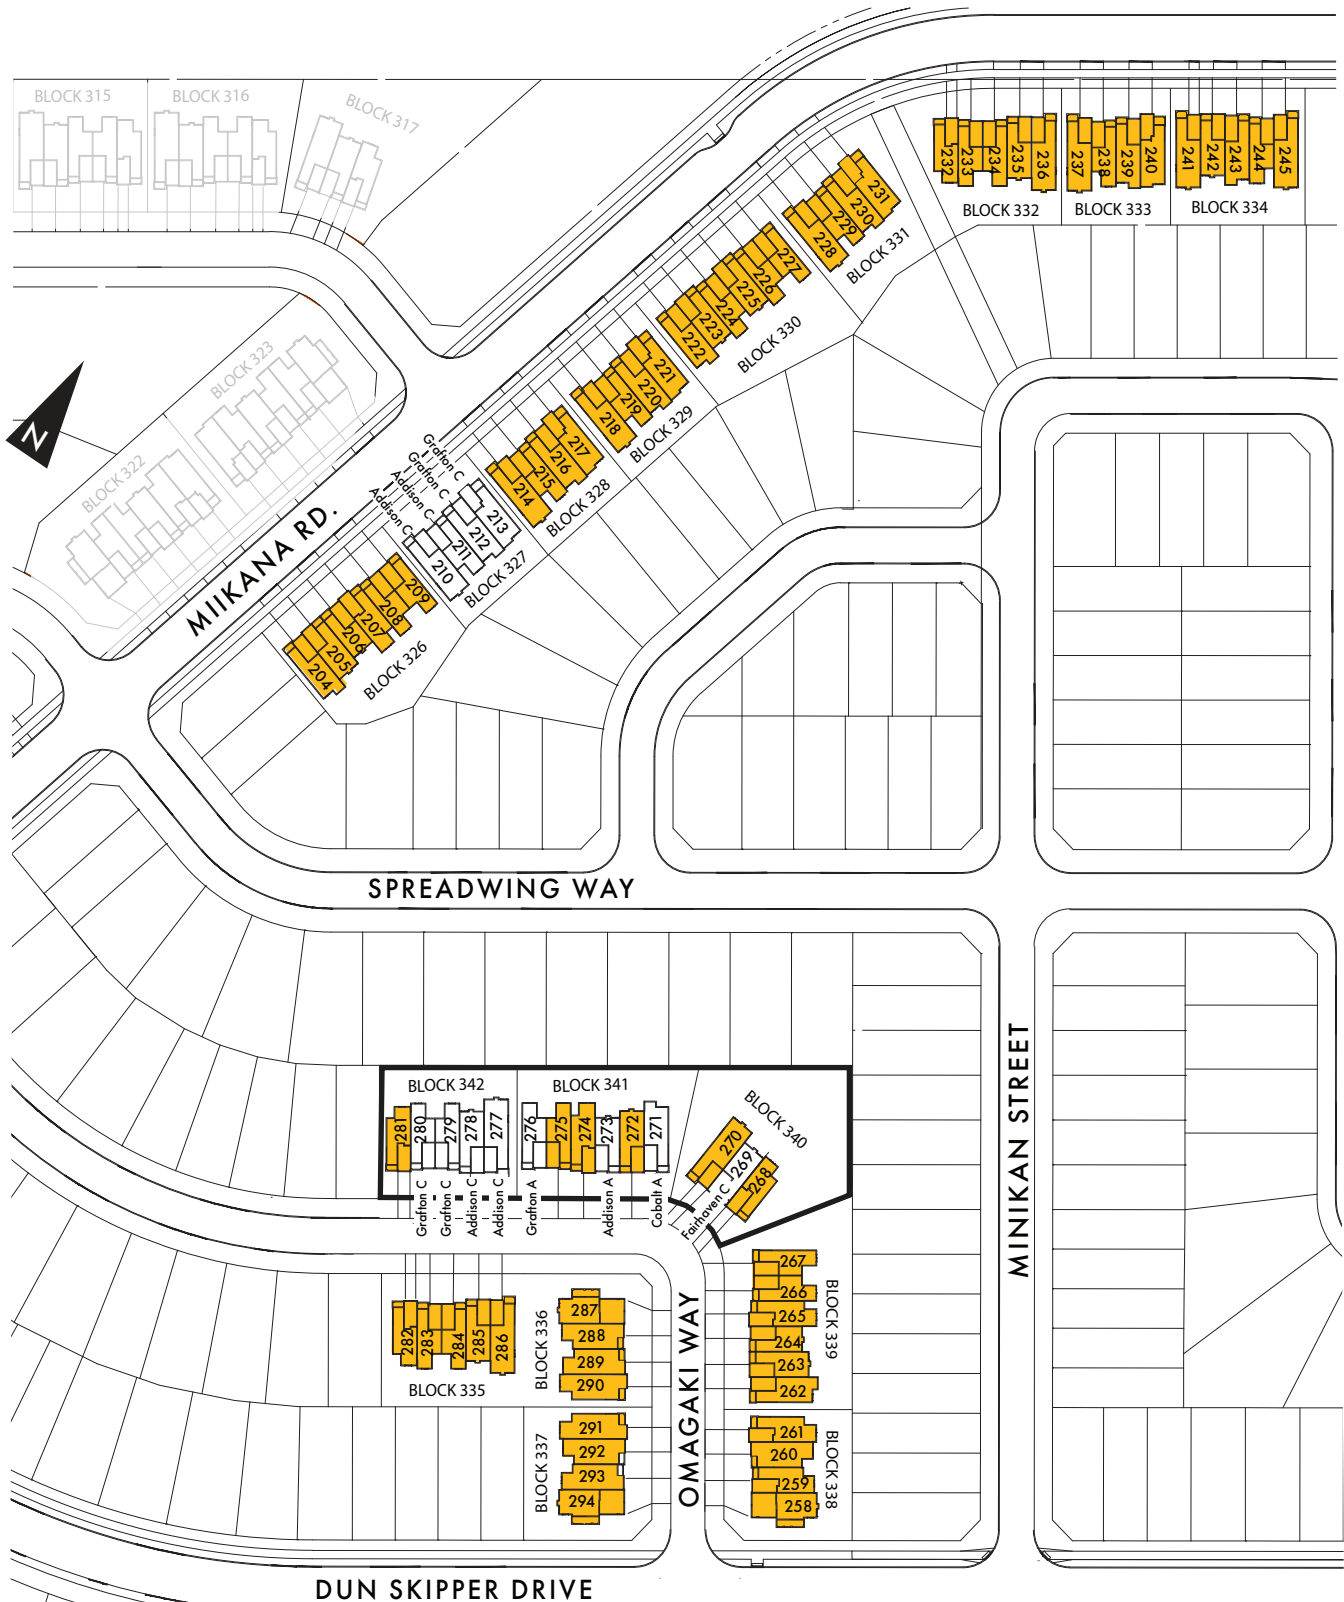 BLOCK 315
BLOCK 316
BLOCK 317
232
233
234
235
236
BLOCK 332
237
238
239
240
BLOCK 333
241
242
243
244
245
BLOCK 334
228
229
230
231
BLOCK 331
222
223
224
225
226
227
BLOCK 330
218
219
220
221
BLOCK 329
214
215
216
217
BLOCK 328
Grafton C
Grafton C
Addison C
Addison C
210
211
212
213
BLOCK 327
204
205
206
207
208
209
BLOCK 326
BLOCK 323
BLOCK 322
N
MIIKANA RD.
SPREADWING WAY
MINIKAN STREET
BLOCK 342
281
280
279
278
277
Grafton C
Grafton C
Addison C
Addison C
BLOCK 341
276
275
274
273
272
271
Grafton A
Addison A
Cobalt A
BLOCK 340
270
269
268
Fairhaven C
282
283
284
285
286
BLOCK 335
BLOCK 336
287
288
289
290
BLOCK 337
291
292
293
294
OMAGAKI WAY
267
266
265
264
263
262
BLOCK 339
261
260
259
258
BLOCK 338
DUN SKIPPER DRIVE